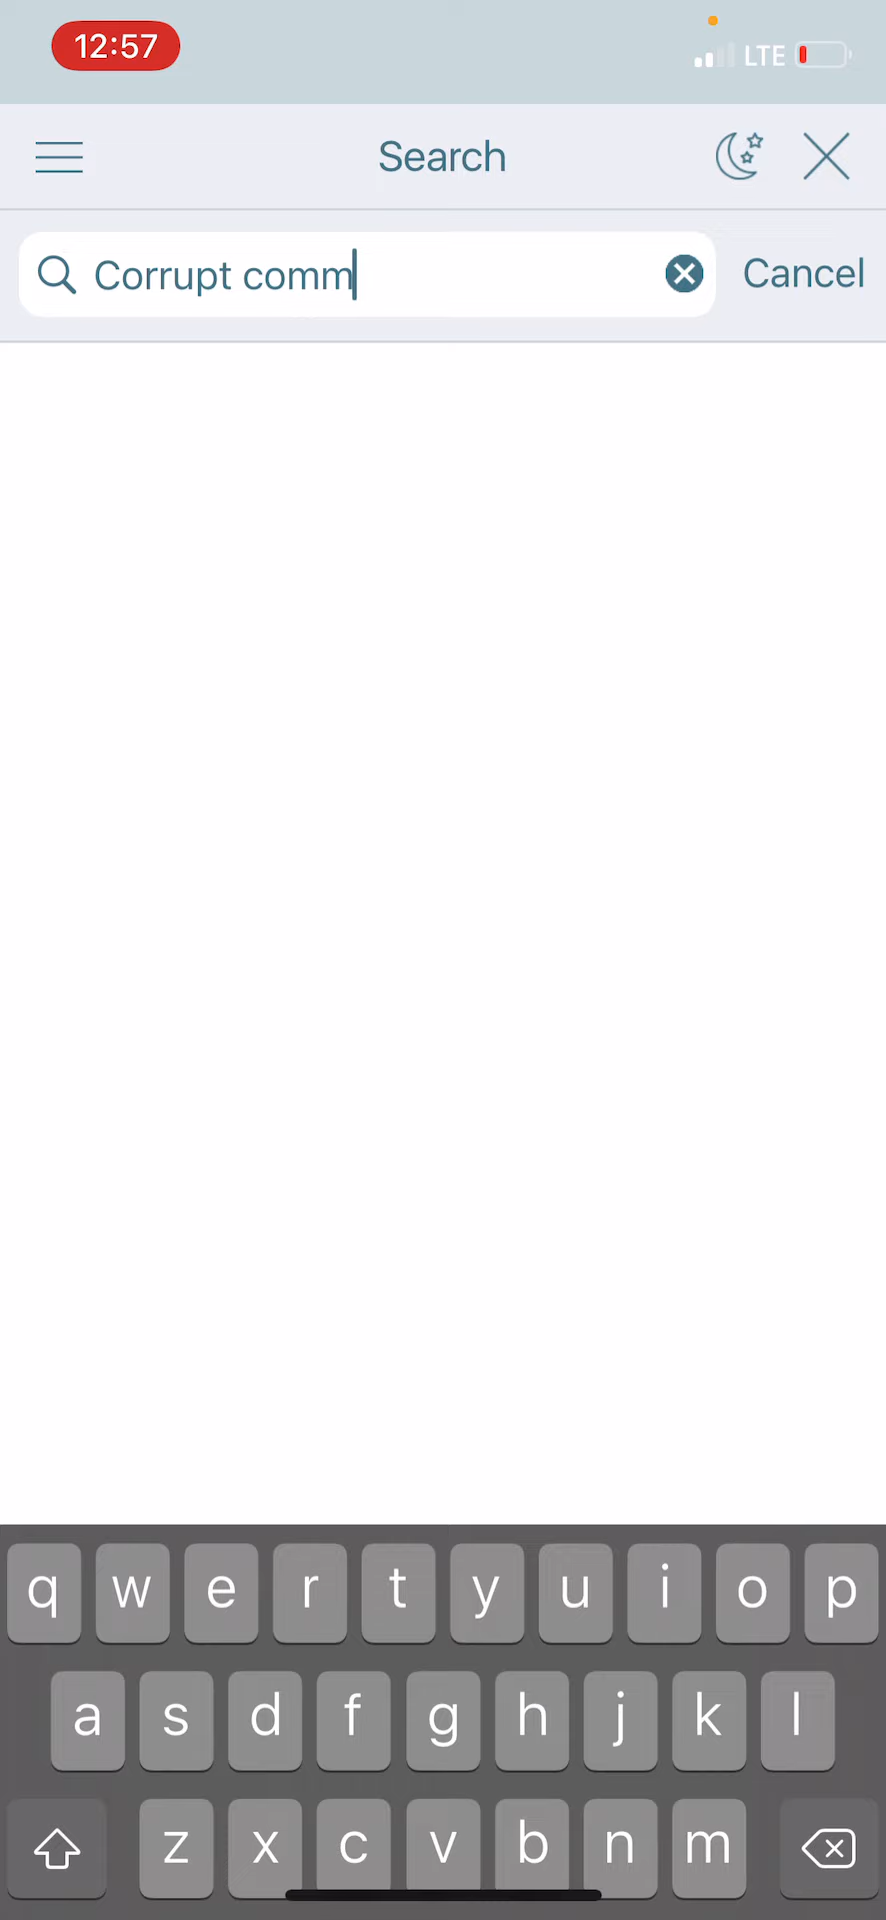 12:57
LTE
Search
Corrupt comm
Cancel
q w e r t y u i o p
a s d f g h j k l
z x c v b n m